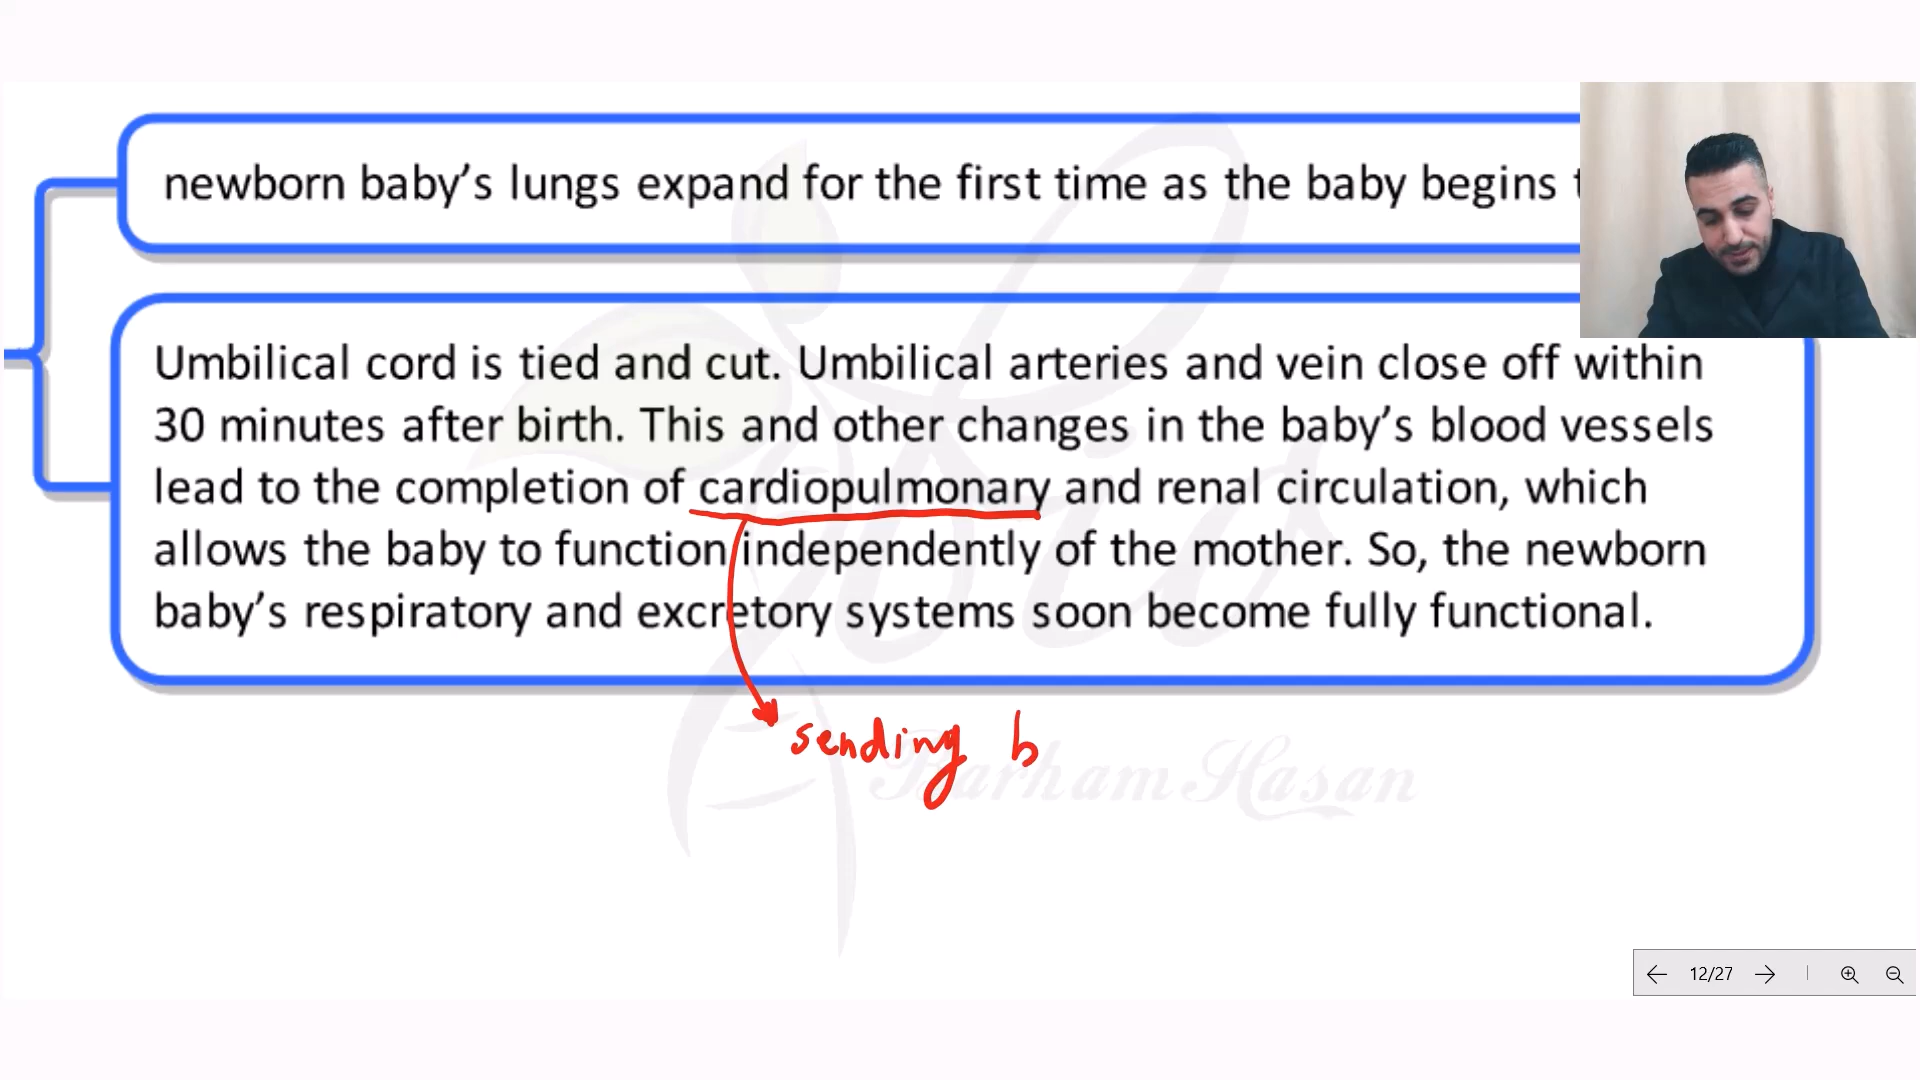 newborn baby’s lungs expand for the first time as the baby begins
Umbilical cord is tied and cut. Umbilical arteries and vein close off within
30 minutes after birth. This and other changes in the baby’s blood vessels
lead to the completion of cardiopulmonary and renal circulation, which
allows the baby to function independently of the mother. So, the newborn
baby’s respiratory and excretory systems soon become fully functional.
sending b
Barham Hasan
12/27